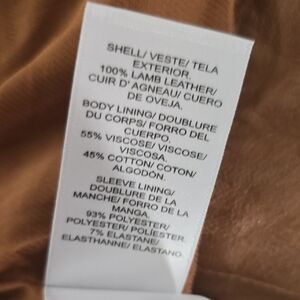 SHELL/ VESTE/ TELA
EXTERIOR.
100% LAMB LEATHER/
CUIR D'AGNEAU/ CUERO
DE OVEJA.
BODY LINING/ DOUBLURE
DU CORPS/ FORRO DEL
CUERPO.
55% VISCOSE/ VISCOSE/
VISCOSA.
45% COTTON/ COTON/
ALGODÓN.
SLEEVE LINING/
DOUBLURE DE LA
MANCHE/ FORRO DE LA
MANGA.
93% POLYESTER/
POLYESTER/ POLIÉSTER.
7% ELASTANE/
ELASTHANNE/ ELASTANO.